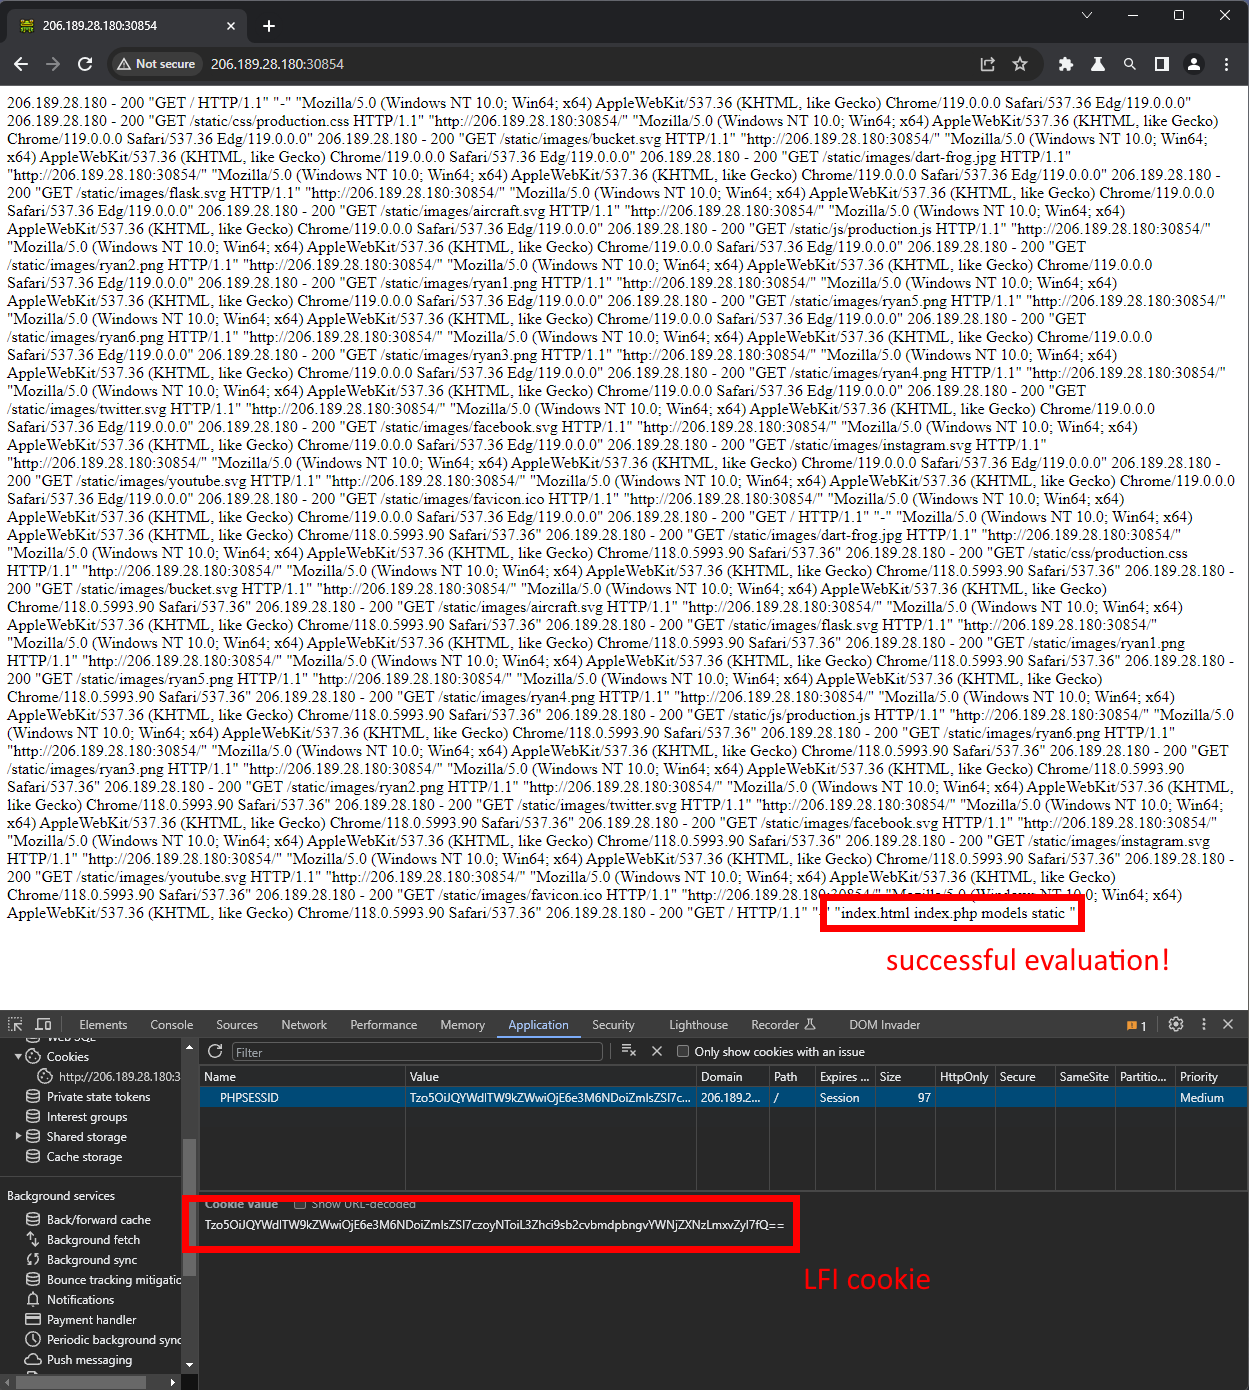 206.189.28.180:30854
Not secure
206.189.28.180:30854
206.189.28.180 - 200 "GET / HTTP/1.1" "-" "Mozilla/5.0 (Windows NT 10.0; Win64; x64) AppleWebKit/537.36 (KHTML, like Gecko) Chrome/119.0.0.0 Safari/537.36 Edg/119.0.0.0"
206.189.28.180 - 200 "GET /static/css/production.css HTTP/1.1" "http://206.189.28.180:30854/" "Mozilla/5.0 (Windows NT 10.0; Win64; x64) AppleWebKit/537.36 (KHTML, like Gecko)
Chrome/119.0.0.0 Safari/537.36 Edg/119.0.0.0" 206.189.28.180 - 200 "GET /static/images/bucket.svg HTTP/1.1" "http://206.189.28.180:30854/" "Mozilla/5.0 (Windows NT 10.0; Win64;
x64) AppleWebKit/537.36 (KHTML, like Gecko) Chrome/119.0.0.0 Safari/537.36 Edg/119.0.0.0" 206.189.28.180 - 200 "GET /static/images/dart-frog.jpg HTTP/1.1"
"http://206.189.28.180:30854/" "Mozilla/5.0 (Windows NT 10.0; Win64; x64) AppleWebKit/537.36 (KHTML, like Gecko) Chrome/119.0.0.0 Safari/537.36 Edg/119.0.0.0" 206.189.28.180 -
200 "GET /static/images/flask.svg HTTP/1.1" "http://206.189.28.180:30854/" "Mozilla/5.0 (Windows NT 10.0; Win64; x64) AppleWebKit/537.36 (KHTML, like Gecko) Chrome/119.0.0.0
Safari/537.36 Edg/119.0.0.0" 206.189.28.180 - 200 "GET /static/images/aircraft.svg HTTP/1.1" "http://206.189.28.180:30854/" "Mozilla/5.0 (Windows NT 10.0; Win64; x64)
AppleWebKit/537.36 (KHTML, like Gecko) Chrome/119.0.0.0 Safari/537.36 Edg/119.0.0.0" 206.189.28.180 - 200 "GET /static/js/production.js HTTP/1.1" "http://206.189.28.180:30854/"
"Mozilla/5.0 (Windows NT 10.0; Win64; x64) AppleWebKit/537.36 (KHTML, like Gecko) Chrome/119.0.0.0 Safari/537.36 Edg/119.0.0.0" 206.189.28.180 - 200 "GET
/static/images/ryan2.png HTTP/1.1" "http://206.189.28.180:30854/" "Mozilla/5.0 (Windows NT 10.0; Win64; x64) AppleWebKit/537.36 (KHTML, like Gecko) Chrome/119.0.0.0
Safari/537.36 Edg/119.0.0.0" 206.189.28.180 - 200 "GET /static/images/ryan1.png HTTP/1.1" "http://206.189.28.180:30854/" "Mozilla/5.0 (Windows NT 10.0; Win64; x64)
AppleWebKit/537.36 (KHTML, like Gecko) Chrome/119.0.0.0 Safari/537.36 Edg/119.0.0.0" 206.189.28.180 - 200 "GET /static/images/ryan5.png HTTP/1.1" "http://206.189.28.180:30854/"
"Mozilla/5.0 (Windows NT 10.0; Win64; x64) AppleWebKit/537.36 (KHTML, like Gecko) Chrome/119.0.0.0 Safari/537.36 Edg/119.0.0.0" 206.189.28.180 - 200 "GET
/static/images/ryan6.png HTTP/1.1" "http://206.189.28.180:30854/" "Mozilla/5.0 (Windows NT 10.0; Win64; x64) AppleWebKit/537.36 (KHTML, like Gecko) Chrome/119.0.0.0
Safari/537.36 Edg/119.0.0.0" 206.189.28.180 - 200 "GET /static/images/ryan3.png HTTP/1.1" "http://206.189.28.180:30854/" "Mozilla/5.0 (Windows NT 10.0; Win64; x64)
AppleWebKit/537.36 (KHTML, like Gecko) Chrome/119.0.0.0 Safari/537.36 Edg/119.0.0.0" 206.189.28.180 - 200 "GET /static/images/ryan4.png HTTP/1.1" "http://206.189.28.180:30854/"
"Mozilla/5.0 (Windows NT 10.0; Win64; x64) AppleWebKit/537.36 (KHTML, like Gecko) Chrome/119.0.0.0 Safari/537.36 Edg/119.0.0.0" 206.189.28.180 - 200 "GET
/static/images/twitter.svg HTTP/1.1" "http://206.189.28.180:30854/" "Mozilla/5.0 (Windows NT 10.0; Win64; x64) AppleWebKit/537.36 (KHTML, like Gecko) Chrome/119.0.0.0
Safari/537.36 Edg/119.0.0.0" 206.189.28.180 - 200 "GET /static/images/facebook.svg HTTP/1.1" "http://206.189.28.180:30854/" "Mozilla/5.0 (Windows NT 10.0; Win64; x64)
AppleWebKit/537.36 (KHTML, like Gecko) Chrome/119.0.0.0 Safari/537.36 Edg/119.0.0.0" 206.189.28.180 - 200 "GET /static/images/instagram.svg HTTP/1.1"
"http://206.189.28.180:30854/" "Mozilla/5.0 (Windows NT 10.0; Win64; x64) AppleWebKit/537.36 (KHTML, like Gecko) Chrome/119.0.0.0 Safari/537.36 Edg/119.0.0.0" 206.189.28.180 -
200 "GET /static/images/youtube.svg HTTP/1.1" "http://206.189.28.180:30854/" "Mozilla/5.0 (Windows NT 10.0; Win64; x64) AppleWebKit/537.36 (KHTML, like Gecko) Chrome/119.0.0.0
Safari/537.36 Edg/119.0.0.0" 206.189.28.180 - 200 "GET /static/images/favicon.ico HTTP/1.1" "http://206.189.28.180:30854/" "Mozilla/5.0 (Windows NT 10.0; Win64; x64)
AppleWebKit/537.36 (KHTML, like Gecko) Chrome/119.0.0.0 Safari/537.36 Edg/119.0.0.0" 206.189.28.180 - 200 "GET / HTTP/1.1" "-" "Mozilla/5.0 (Windows NT 10.0; Win64; x64)
AppleWebKit/537.36 (KHTML, like Gecko) Chrome/118.0.5993.90 Safari/537.36" 206.189.28.180 - 200 "GET /static/images/dart-frog.jpg HTTP/1.1" "http://206.189.28.180:30854/"
"Mozilla/5.0 (Windows NT 10.0; Win64; x64) AppleWebKit/537.36 (KHTML, like Gecko) Chrome/118.0.5993.90 Safari/537.36" 206.189.28.180 - 200 "GET /static/css/production.css
HTTP/1.1" "http://206.189.28.180:30854/" "Mozilla/5.0 (Windows NT 10.0; Win64; x64) AppleWebKit/537.36 (KHTML, like Gecko) Chrome/118.0.5993.90 Safari/537.36" 206.189.28.180 -
200 "GET /static/images/bucket.svg HTTP/1.1" "http://206.189.28.180:30854/" "Mozilla/5.0 (Windows NT 10.0; Win64; x64) AppleWebKit/537.36 (KHTML, like Gecko)
Chrome/118.0.5993.90 Safari/537.36" 206.189.28.180 - 200 "GET /static/images/aircraft.svg HTTP/1.1" "http://206.189.28.180:30854/" "Mozilla/5.0 (Windows NT 10.0; Win64; x64)
AppleWebKit/537.36 (KHTML, like Gecko) Chrome/118.0.5993.90 Safari/537.36" 206.189.28.180 - 200 "GET /static/images/flask.svg HTTP/1.1" "http://206.189.28.180:30854/"
"Mozilla/5.0 (Windows NT 10.0; Win64; x64) AppleWebKit/537.36 (KHTML, like Gecko) Chrome/118.0.5993.90 Safari/537.36" 206.189.28.180 - 200 "GET /static/images/ryan1.png
HTTP/1.1" "http://206.189.28.180:30854/" "Mozilla/5.0 (Windows NT 10.0; Win64; x64) AppleWebKit/537.36 (KHTML, like Gecko) Chrome/118.0.5993.90 Safari/537.36" 206.189.28.180 -
200 "GET /static/images/ryan5.png HTTP/1.1" "http://206.189.28.180:30854/" "Mozilla/5.0 (Windows NT 10.0; Win64; x64) AppleWebKit/537.36 (KHTML, like Gecko)
Chrome/118.0.5993.90 Safari/537.36" 206.189.28.180 - 200 "GET /static/images/ryan4.png HTTP/1.1" "http://206.189.28.180:30854/" "Mozilla/5.0 (Windows NT 10.0; Win64; x64)
AppleWebKit/537.36 (KHTML, like Gecko) Chrome/118.0.5993.90 Safari/537.36" 206.189.28.180 - 200 "GET /static/js/production.js HTTP/1.1" "http://206.189.28.180:30854/" "Mozilla/5.0
(Windows NT 10.0; Win64; x64) AppleWebKit/537.36 (KHTML, like Gecko) Chrome/118.0.5993.90 Safari/537.36" 206.189.28.180 - 200 "GET /static/images/ryan6.png HTTP/1.1"
"http://206.189.28.180:30854/" "Mozilla/5.0 (Windows NT 10.0; Win64; x64) AppleWebKit/537.36 (KHTML, like Gecko) Chrome/118.0.5993.90 Safari/537.36" 206.189.28.180 - 200 "GET
/static/images/ryan3.png HTTP/1.1" "http://206.189.28.180:30854/" "Mozilla/5.0 (Windows NT 10.0; Win64; x64) AppleWebKit/537.36 (KHTML, like Gecko) Chrome/118.0.5993.90
Safari/537.36" 206.189.28.180 - 200 "GET /static/images/ryan2.png HTTP/1.1" "http://206.189.28.180:30854/" "Mozilla/5.0 (Windows NT 10.0; Win64; x64) AppleWebKit/537.36 (KHTML,
like Gecko) Chrome/118.0.5993.90 Safari/537.36" 206.189.28.180 - 200 "GET /static/images/twitter.svg HTTP/1.1" "http://206.189.28.180:30854/" "Mozilla/5.0 (Windows NT 10.0; Win64;
x64) AppleWebKit/537.36 (KHTML, like Gecko) Chrome/118.0.5993.90 Safari/537.36" 206.189.28.180 - 200 "GET /static/images/facebook.svg HTTP/1.1" "http://206.189.28.180:30854/"
"Mozilla/5.0 (Windows NT 10.0; Win64; x64) AppleWebKit/537.36 (KHTML, like Gecko) Chrome/118.0.5993.90 Safari/537.36" 206.189.28.180 - 200 "GET /static/images/instagram.svg
HTTP/1.1" "http://206.189.28.180:30854/" "Mozilla/5.0 (Windows NT 10.0; Win64; x64) AppleWebKit/537.36 (KHTML, like Gecko) Chrome/118.0.5993.90 Safari/537.36" 206.189.28.180 -
200 "GET /static/images/youtube.svg HTTP/1.1" "http://206.189.28.180:30854/" "Mozilla/5.0 (Windows NT 10.0; Win64; x64) AppleWebKit/537.36 (KHTML, like Gecko)
Chrome/118.0.5993.90 Safari/537.36" 206.189.28.180 - 200 "GET /static/images/favicon.ico HTTP/1.1" "http://206.189.28.180:30854/" "Mozilla/5.0 (Windows NT 10.0; Win64; x64)
AppleWebKit/537.36 (KHTML, like Gecko) Chrome/118.0.5993.90 Safari/537.36" 206.189.28.180 - 200 "GET / HTTP/1.1" "-" "index.html index.php models static "
successful evaluation!
Elements Console Sources Network Performance Memory Application Security Lighthouse Recorder DOM Invader 1
Web SQL
Cookies
http://206.189.28.180:3
Private state tokens
Interest groups
Shared storage
Cache storage
Background services
Back/forward cache
Background fetch
Background sync
Bounce tracking mitigatio
Notifications
Payment handler
Periodic background sync
Push messaging
Filter
Only show cookies with an issue
Name Value Domain Path Expires ... Size HttpOnly Secure SameSite Partitio... Priority
PHPSESSID Tzo5OiJQYWdlTW9kZWwiOjE6e3M6NDoiZmlsZSI7c... 206.189.2... / Session 97 Medium
Cookie Value Show URL-decoded
Tzo5OiJQYWdlTW9kZWwiOjE6e3M6NDoiZmlsZSI7czoyNToiL3Zhci9sb2cvbmdpbngvYWNjZXNzLmxvZyI7fQ==
LFI cookie